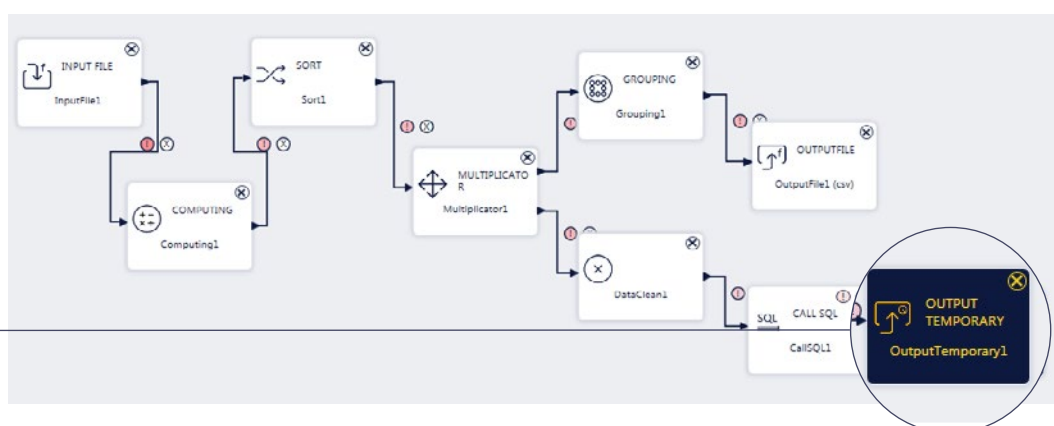 INPUT FILE
InputFile1
COMPUTING
Computing1
SORT
Sort1
MULTIPLICATO
R
Multiplicator1
GROUPING
Grouping1
OUTPUTFILE
OutputFile1 (csv)
DataClean1
SQL
CALL SQL
CallSQL1
OUTPUT
TEMPORARY
OutputTemporary1